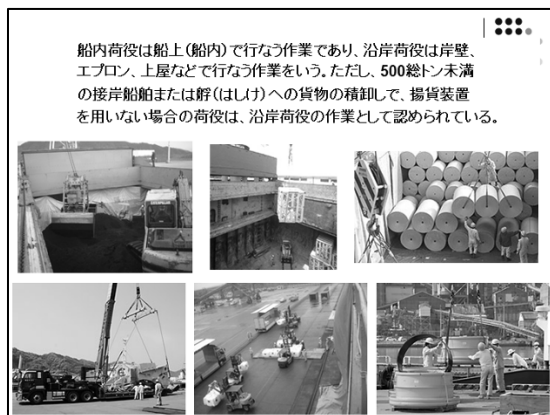 船内荷役は船上（船内）で行なう作業であり、沿岸荷役は岸壁、
エプロン、上屋などで行なう作業をいう。ただし、500総トン未満
の接岸船舶または艀（はしけ）への貨物の積卸しで、揚貨装置
を用いない場合の荷役は、沿岸荷役の作業として認められている。